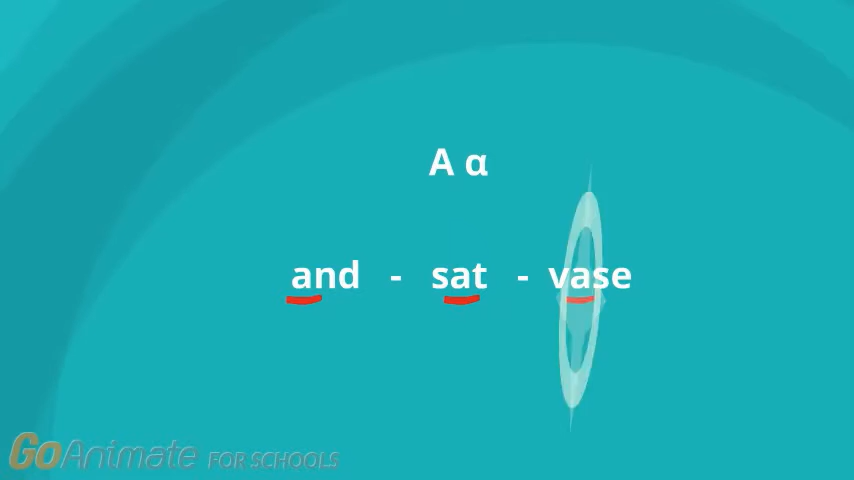 A α
and - sat - vase
GoAnimate FOR SCHOOLS